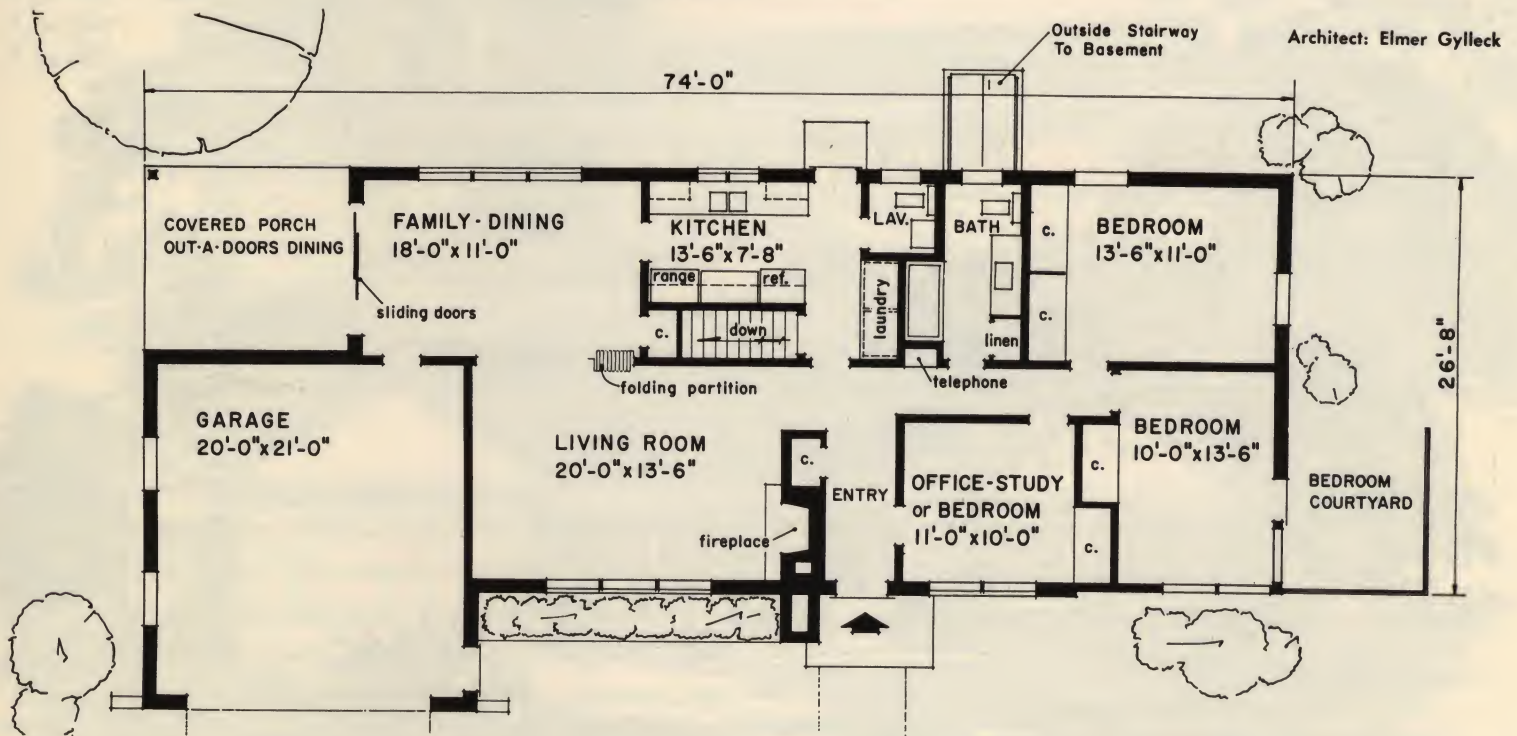 Outside Stairway
To Basement
Architect: Elmer Gylleck
74'-0"
COVERED PORCH
OUT·A·DOORS DINING
FAMILY-DINING
18'-0"x11'-0"
KITCHEN
13'-6"x7'-8"
LAV.
BATH
c.
BEDROOM
13'-6"x11'-0"
range
ref.
laundry
sliding doors
c.
down
linen
c.
folding partition
telephone
26'-8"
GARAGE
20'-0"x21'-0"
LIVING ROOM
20'-0"x13'-6"
c.
ENTRY
OFFICE-STUDY
or BEDROOM
11'-0"x10'-0"
c.
BEDROOM
10'-0"x13'-6"
BEDROOM
COURTYARD
fireplace
c.